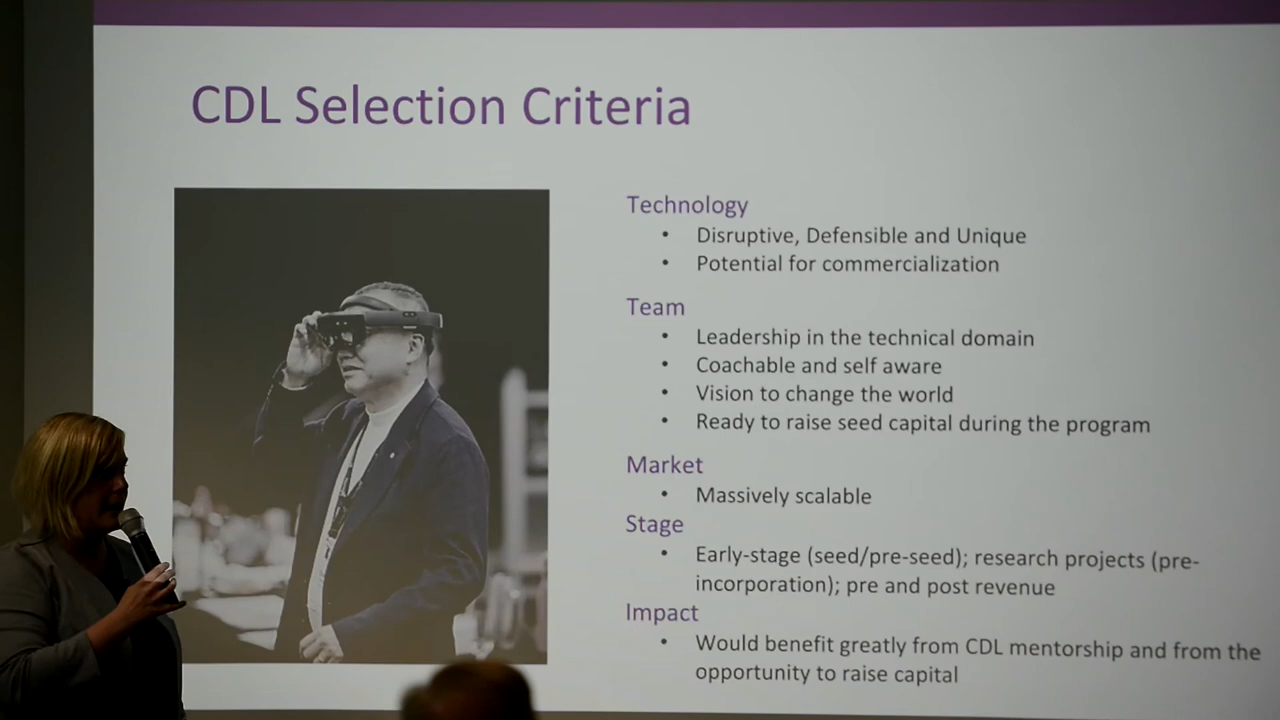 CDL Selection Criteria
Technology
• Disruptive, Defensible and Unique
• Potential for commercialization
Team
• Leadership in the technical domain
• Coachable and self aware
• Vision to change the world
• Ready to raise seed capital during the program
Market
• Massively scalable
Stage
• Early-stage (seed/pre-seed); research projects (pre-
incorporation); pre and post revenue
Impact
• Would benefit greatly from CDL mentorship and from the
opportunity to raise capital